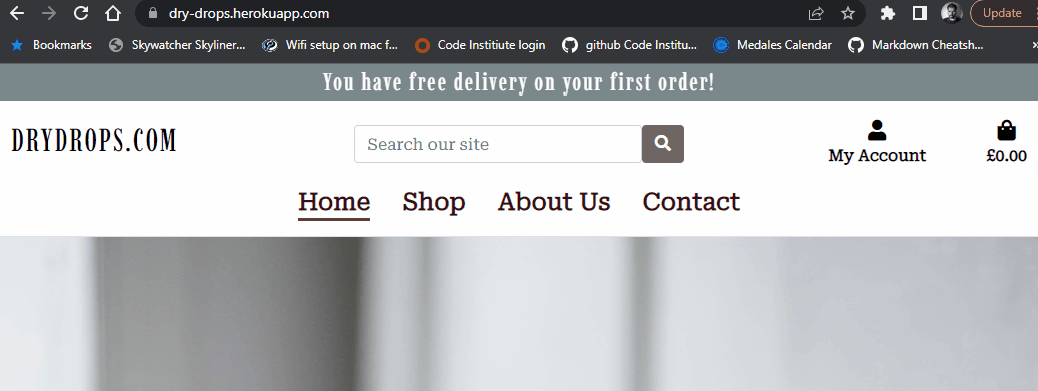 dry-drops.herokuapp.com
Update
Bookmarks Skywatcher Skyliner... Wifi setup on mac f... Code Institiute login github Code Institu... Medales Calendar Markdown Cheatsh... »
You have free delivery on your first order!
DRYDROPS.COM
Search our site
My Account
£0.00
Home Shop About Us Contact